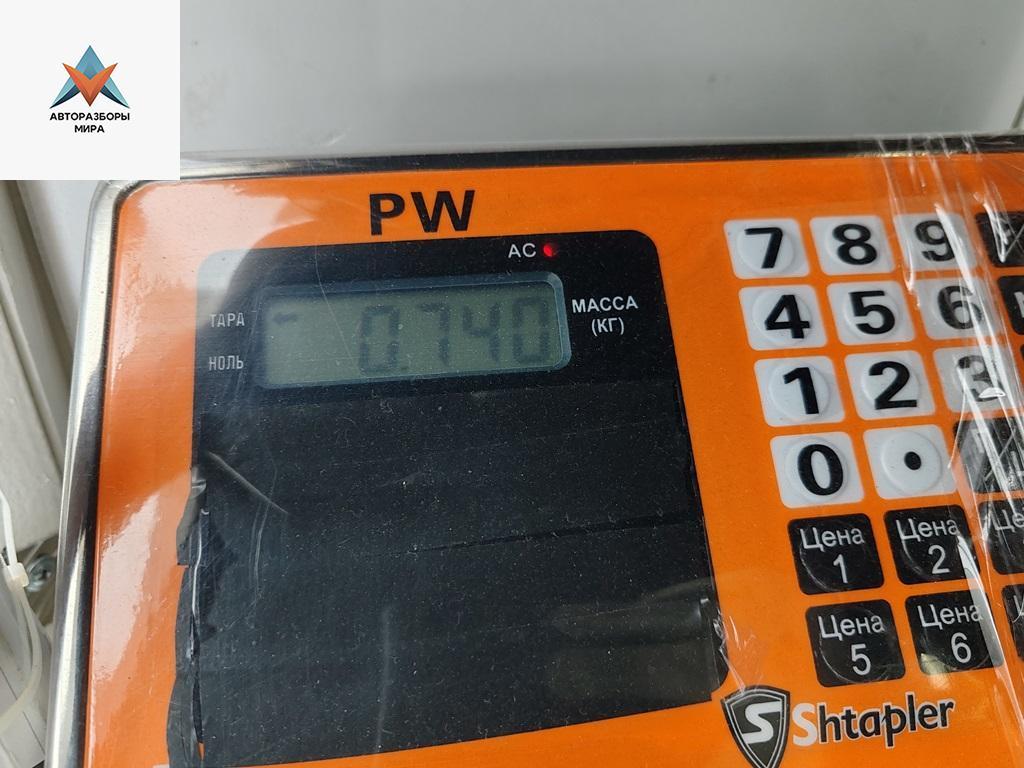 АВТОРАЗБОРЫ
МИРА
PW
AC
ТАРА
НОЛЬ
0.740
МАССА
(КГ)
7 8 9
4 5 6
1 2 3
0 .
Цена 1
Цена 2
Цена 5
Цена 6
S Shtapler